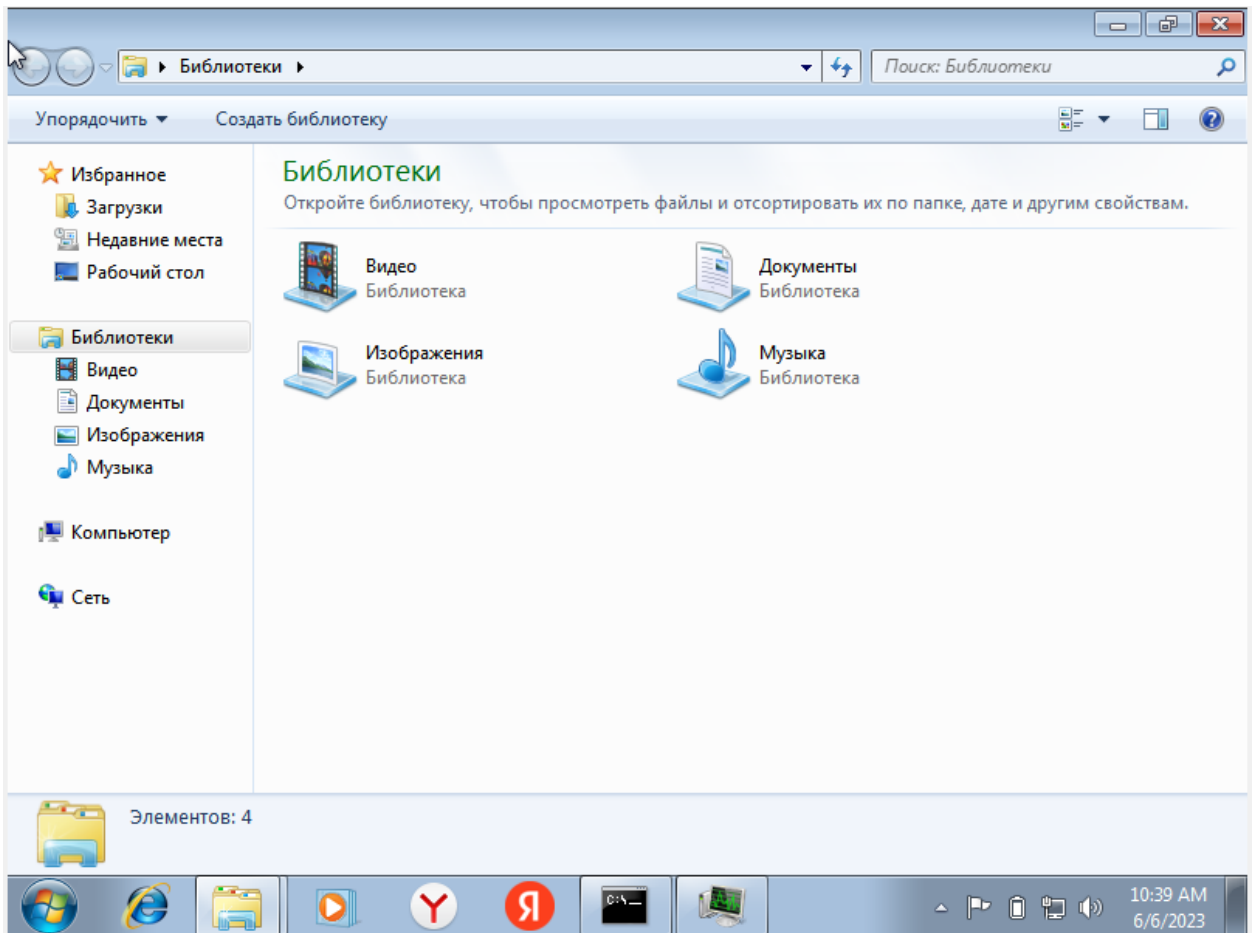 Библиотеки
Поиск: Библиотеки
Упорядочить
Создать библиотеку
Избранное
Загрузки
Недавние места
Рабочий стол
Библиотеки
Видео
Документы
Изображения
Музыка
Компьютер
Сеть
Библиотеки
Откройте библиотеку, чтобы просмотреть файлы и отсортировать их по папке, дате и другим свойствам.
Видео
Библиотека
Документы
Библиотека
Изображения
Библиотека
Музыка
Библиотека
Элементов: 4
Y
Я
C:\_
10:39 AM
6/6/2023